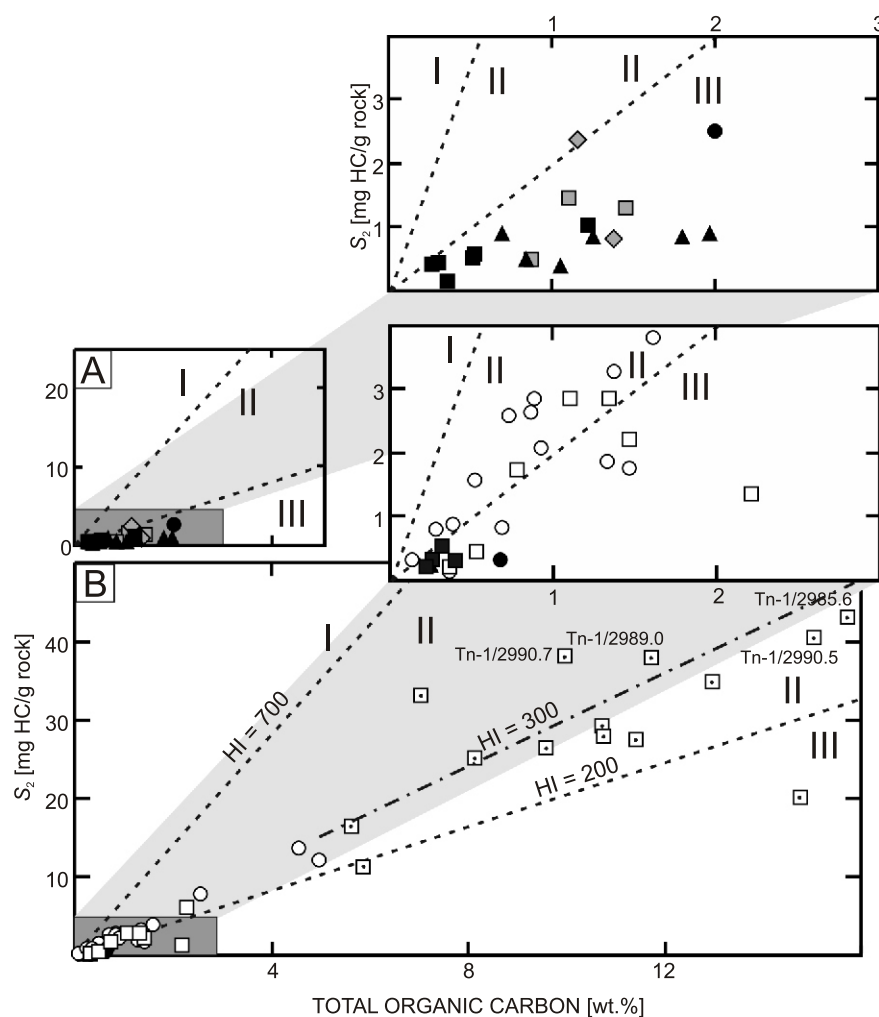 1 2 3
I II II III
S₂ [mg HC/g rock]
3
2
1
A
I II III
20
10
0
I II II III
3
2
1
1 2
B
I II
Tn-1/2985.6
Tn-1/2989.0
Tn-1/2990.7
Tn-1/2990.5
II
III
HI = 700
HI = 300
HI = 200
S₂ [mg HC/g rock]
40
30
20
10
4 8 12
TOTAL ORGANIC CARBON [wt.%]